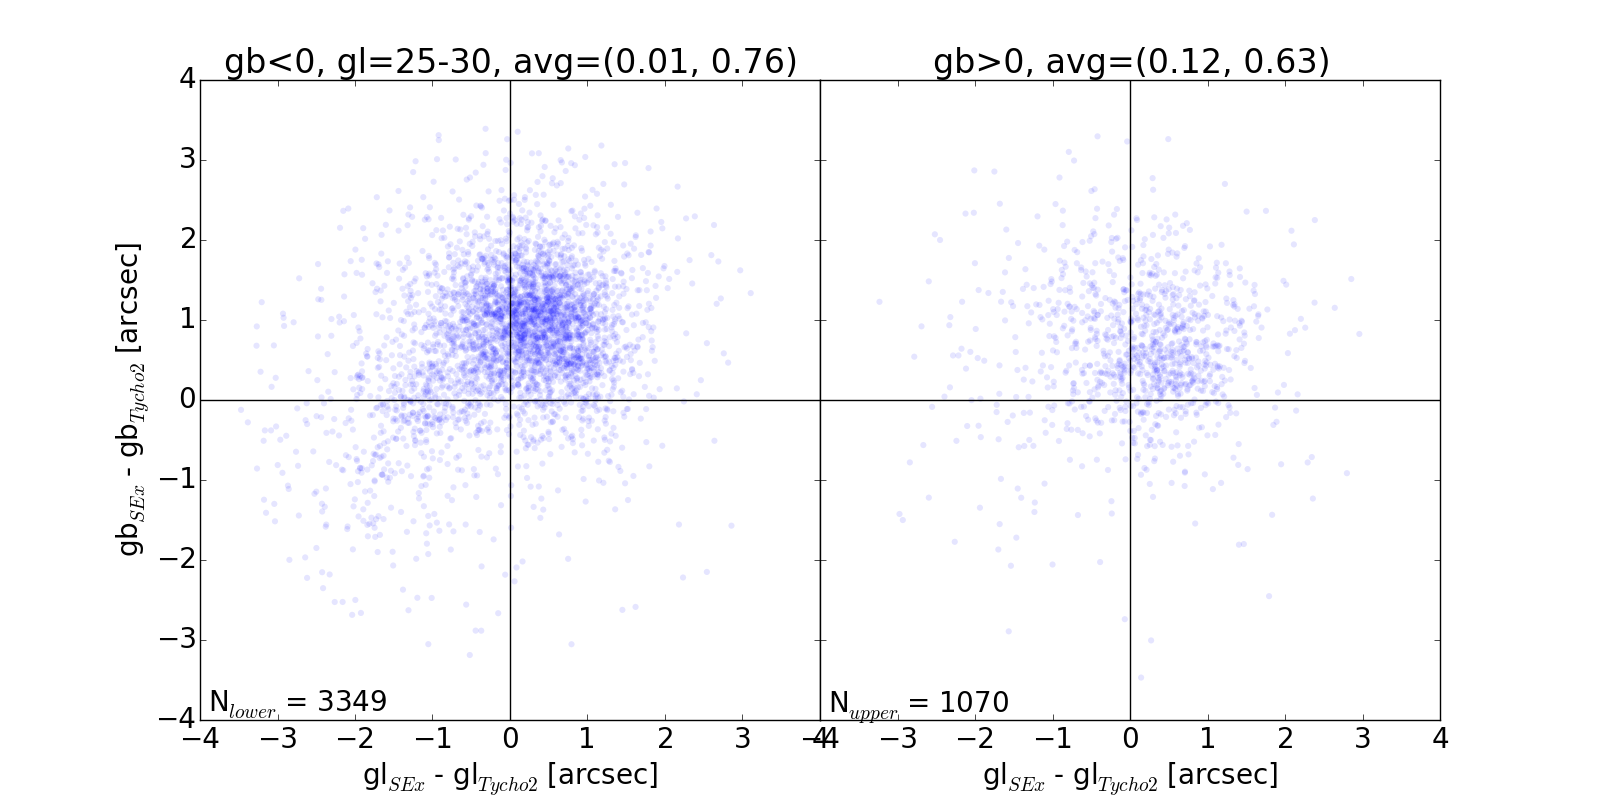 gb<0, gl=25-30, avg=(0.01, 0.76)
gb>0, avg=(0.12, 0.63)
gb_SEx - gb_Tycho2 [arcsec]
4
3
2
1
0
−1
−2
−3
−4
N_lower = 3349
N_upper = 1070
−4 −3 −2 −1 0 1 2 3 4
−4 −3 −2 −1 0 1 2 3 4
gl_SEx - gl_Tycho2 [arcsec]
gl_SEx - gl_Tycho2 [arcsec]